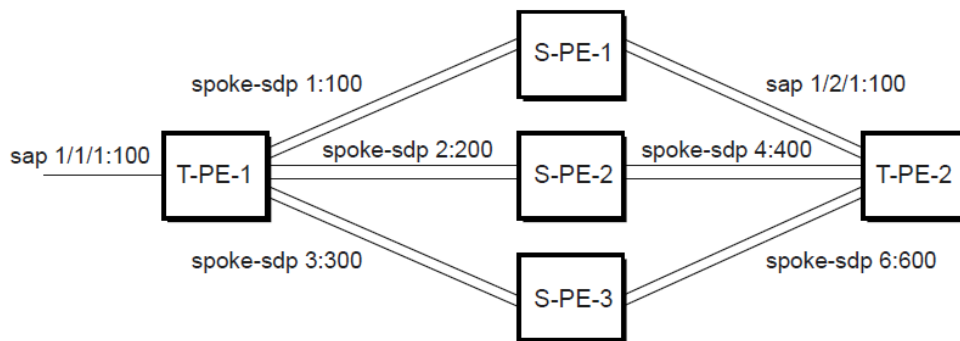 S-PE-1
spoke-sdp 1:100
sap 1/2/1:100
sap 1/1/1:100
T-PE-1
spoke-sdp 2:200
S-PE-2
spoke-sdp 4:400
T-PE-2
spoke-sdp 3:300
S-PE-3
spoke-sdp 6:600